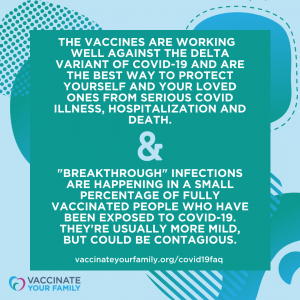 THE VACCINES ARE WORKING
WELL AGAINST THE DELTA
VARIANT OF COVID-19 AND ARE
THE BEST WAY TO PROTECT
YOURSELF AND YOUR LOVED
ONES FROM SERIOUS COVID
ILLNESS, HOSPITALIZATION AND
DEATH.
&
"BREAKTHROUGH" INFECTIONS
ARE HAPPENING IN A SMALL
PERCENTAGE OF FULLY
VACCINATED PEOPLE WHO HAVE
BEEN EXPOSED TO COVID-19.
THEY'RE USUALLY MORE MILD,
BUT COULD BE CONTAGIOUS.
vaccinateyourfamily.org/covid19faq
VACCINATE
YOUR FAMILY